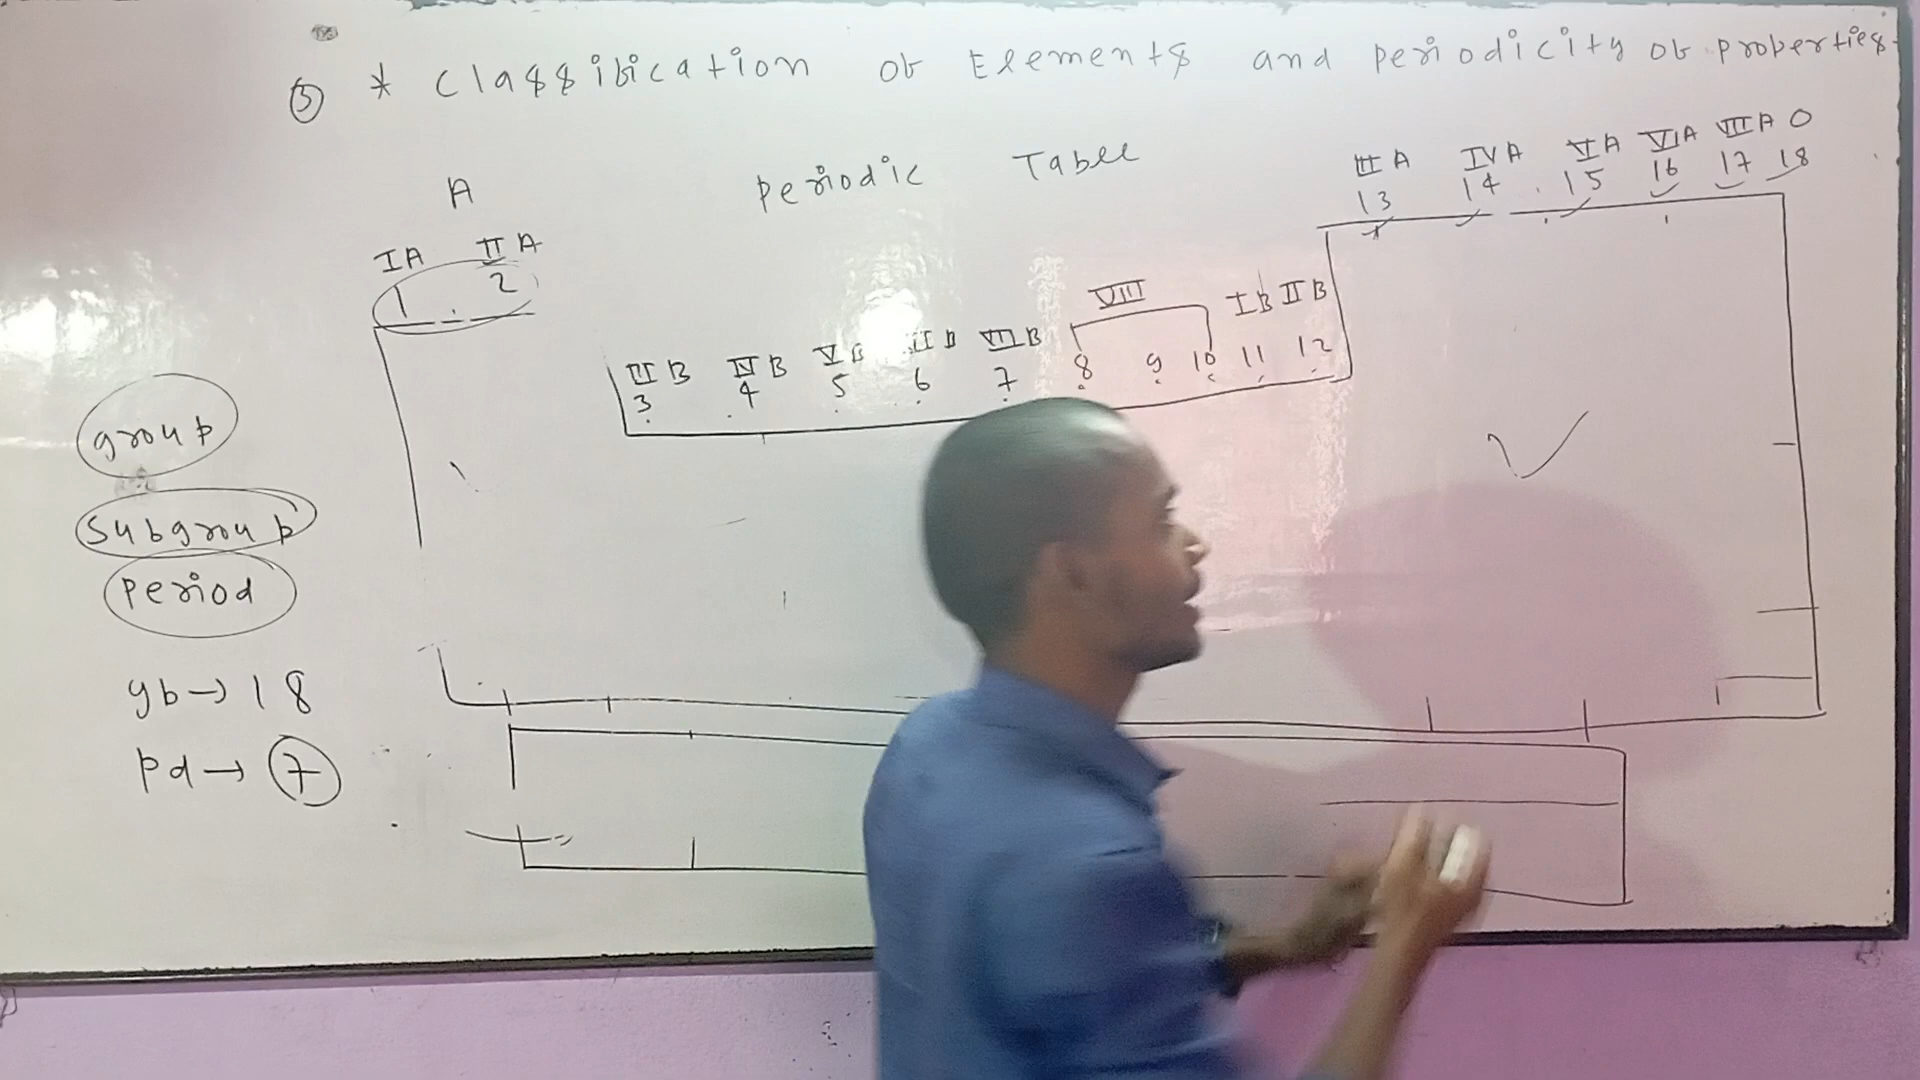 ⑤ * Classification of Elements and periodicity of properties
Periodic Table
A
IA IIA
1 2
IIIB IVB VB VIIB VIII IB IIB
3 4 5 6 7 8 9 10 11 12
IIIA IVA VA VIA VIIA 0
13 14 15 16 17 18
group
Subgroup
Period
gb → 18
pd → 7